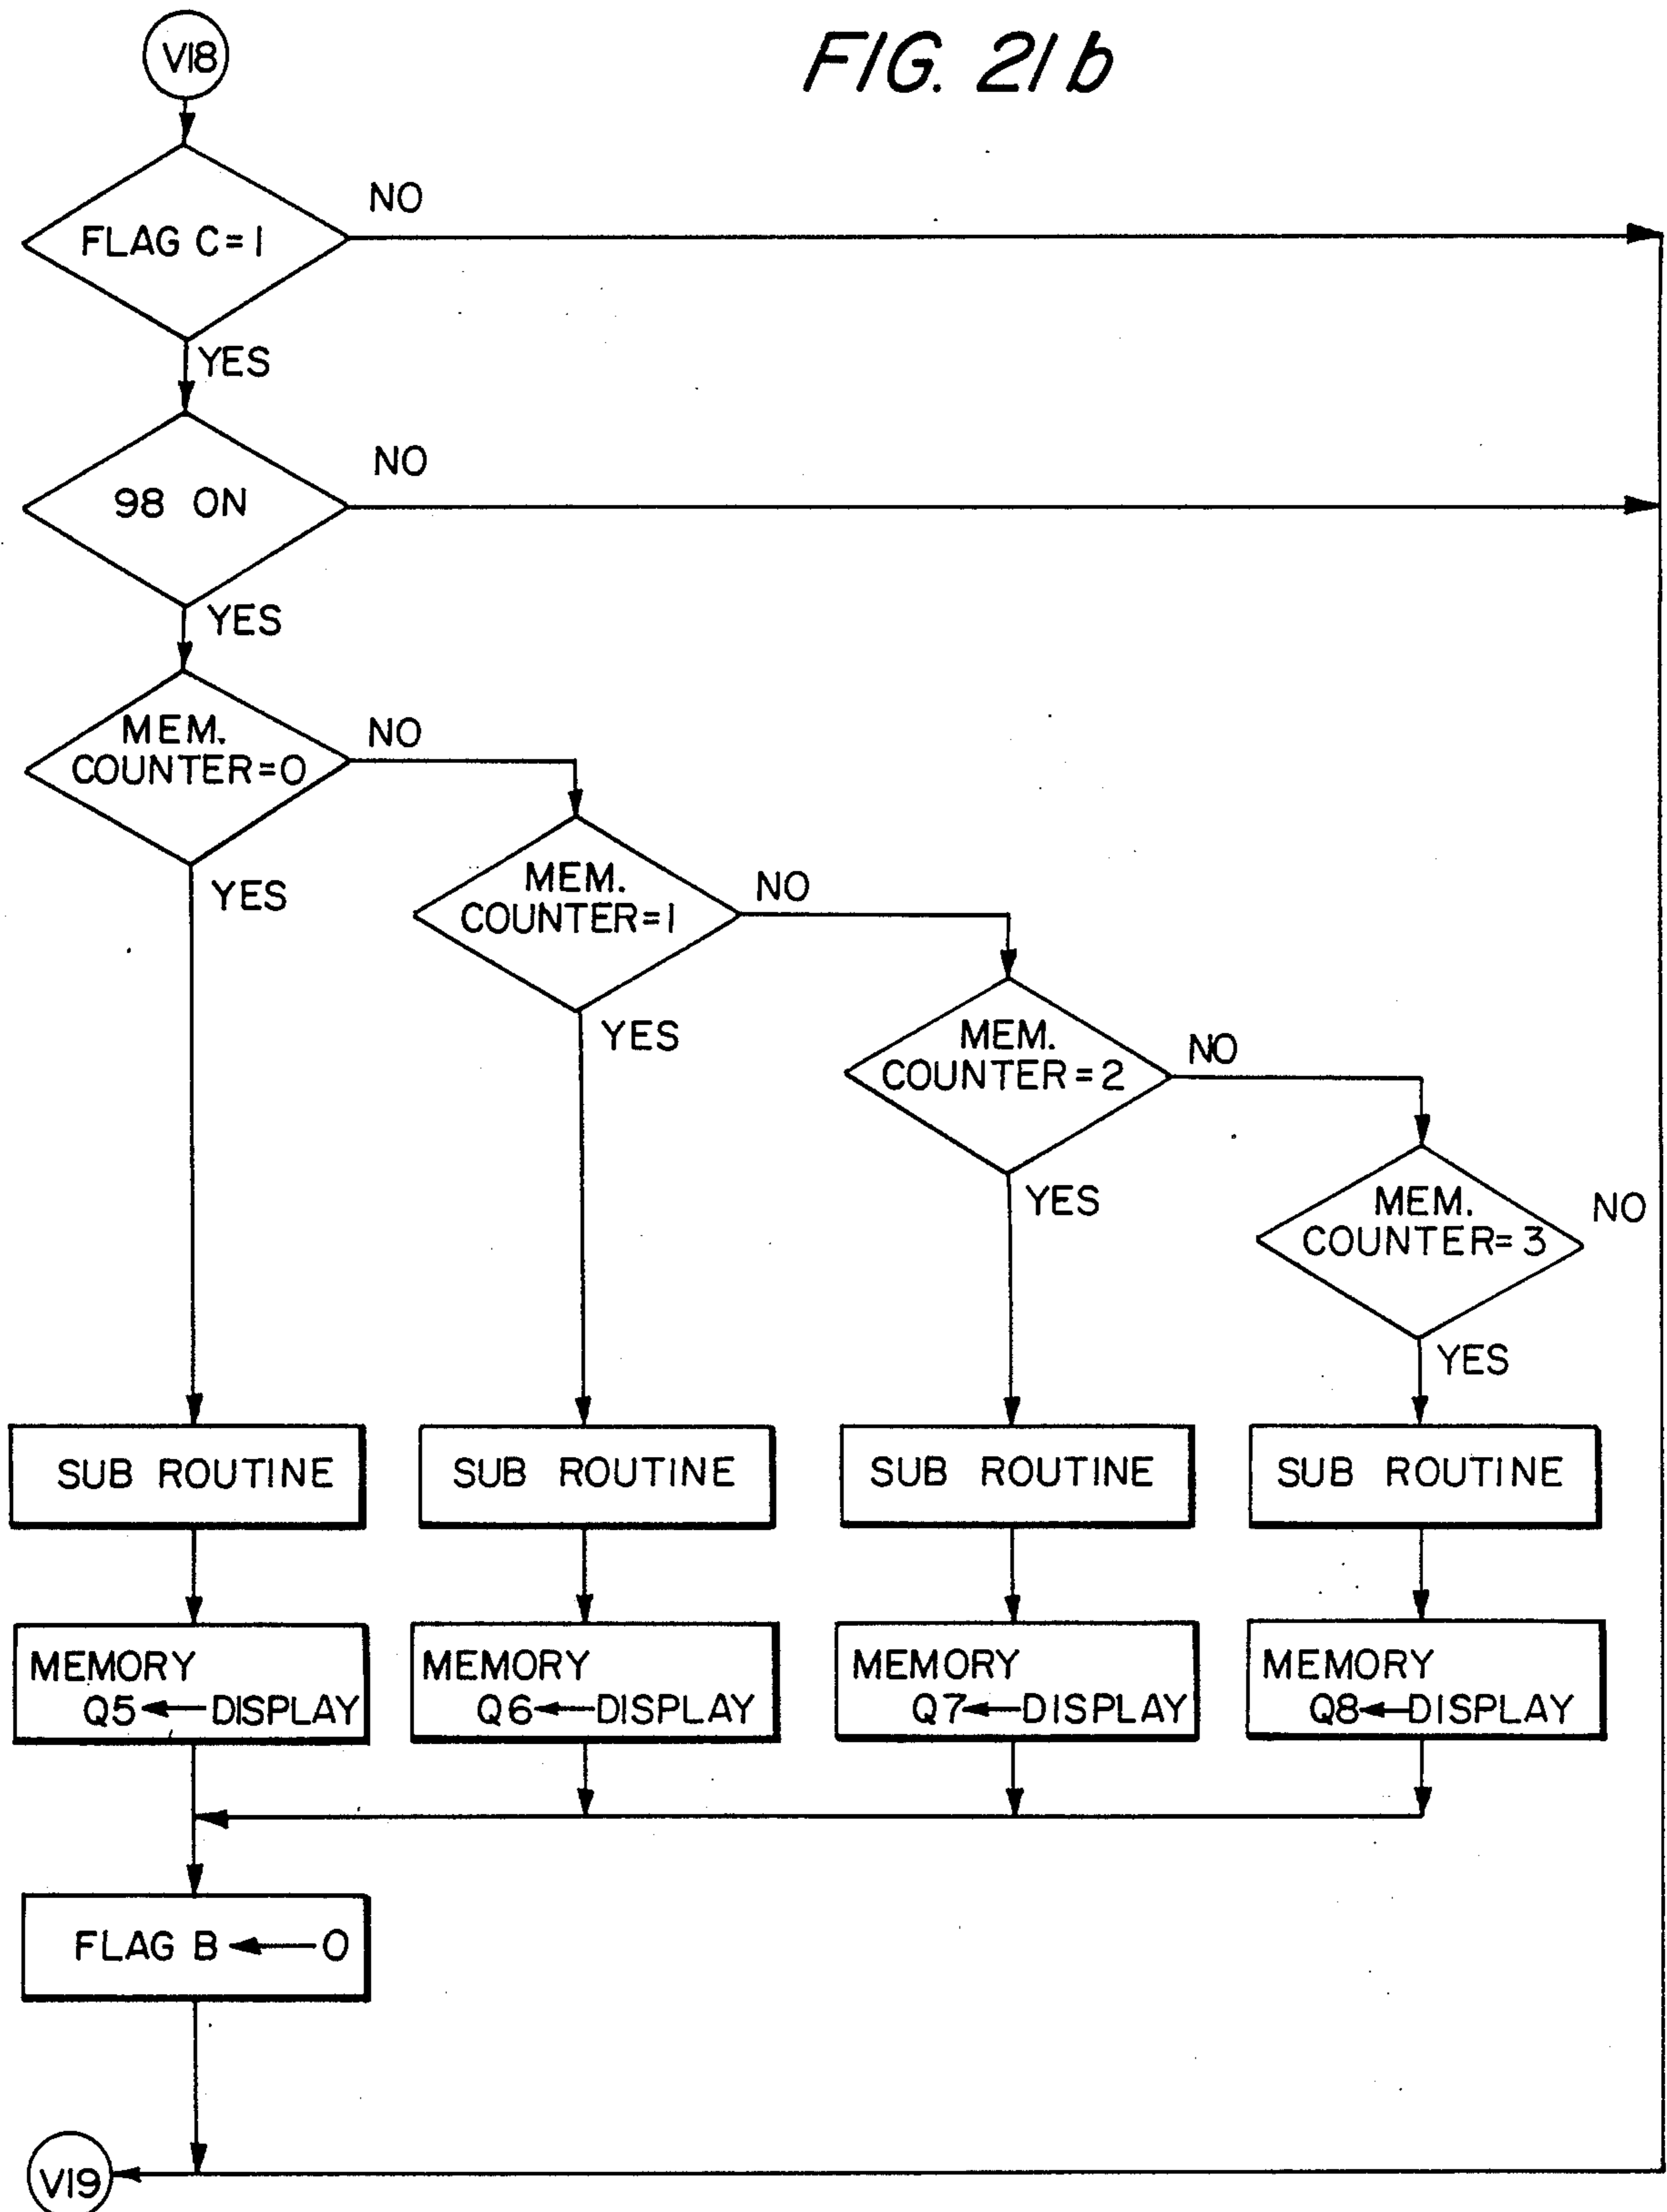 FIG. 21b
V18
FLAG C=1
NO
YES
98 ON
NO
YES
MEM.
COUNTER=0
NO
YES
MEM.
COUNTER=1
NO
YES
MEM.
COUNTER=2
NO
YES
MEM.
COUNTER=3
NO
YES
SUB ROUTINE
SUB ROUTINE
SUB ROUTINE
SUB ROUTINE
MEMORY
Q5←DISPLAY
MEMORY
Q6←DISPLAY
MEMORY
Q7←DISPLAY
MEMORY
Q8←DISPLAY
FLAG B←0
V19